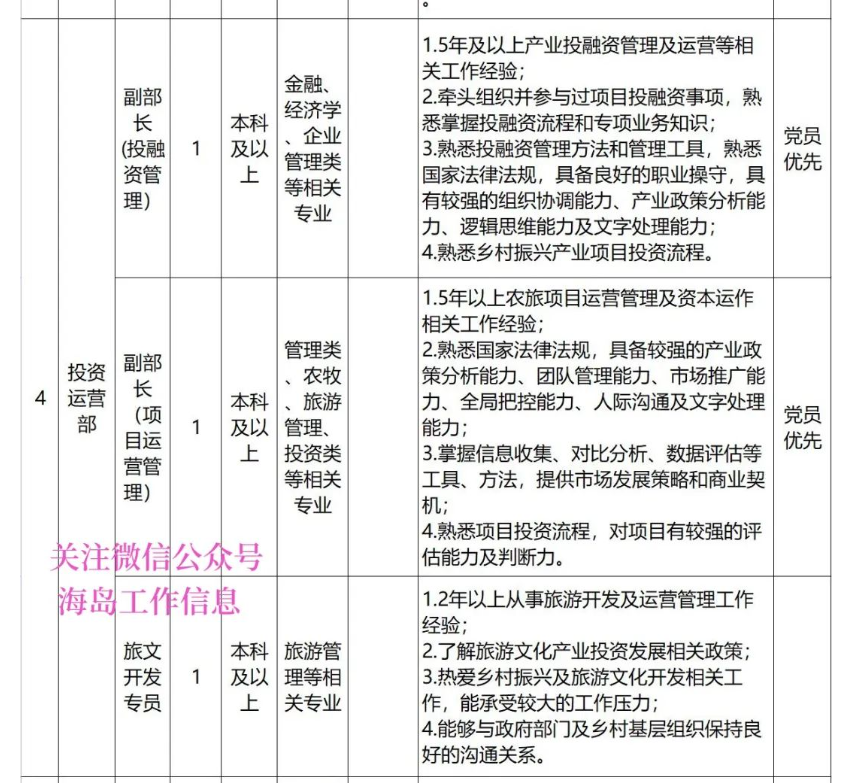 。
4
投资
运营
部
副部
长
(投融
资管
理)
1
本科
及以
上
金融、
经济学
、企业
管理类
等相关
专业
1.5年及以上产业投融资管理及运营等相
关工作经验；
2.牵头组织并参与过项目投融资事项，熟
悉掌握投融资流程和专项业务知识；
3.熟悉投融资管理方法和管理工具，熟悉
国家法律法规，具备良好的职业操守，具
有较强的组织协调能力、产业政策分析能
力、逻辑思维能力及文字处理能力；
4.熟悉乡村振兴产业项目投资流程。
党员
优先
副部
长
（项
目运
营管
理）
1
本科
及以
上
管理类
、农牧
、旅游
管理、
投资类
等相关
专业
1.5年以上农旅项目运营管理及资本运作
相关工作经验；
2.熟悉国家法律法规，具备较强的产业政
策分析能力、团队管理能力、市场推广能
力、全局把控能力、人际沟通及文字处理
能力；
3.掌握信息收集、对比分析、数据评估等
工具、方法，提供市场发展策略和商业契
机；
4.熟悉项目投资流程，对项目有较强的评
估能力及判断力。
党员
优先
关注微信公众号
海岛工作信息
旅文
开发
专员
1
本科
及以
上
旅游管
理等相
关专业
1.2年以上从事旅游开发及运营管理工作
经验；
2.了解旅游文化产业投资发展相关政策；
3.热爱乡村振兴及旅游文化开发相关工
作，能承受较大的工作压力；
4.能够与政府部门及乡村基层组织保持良
好的沟通关系。